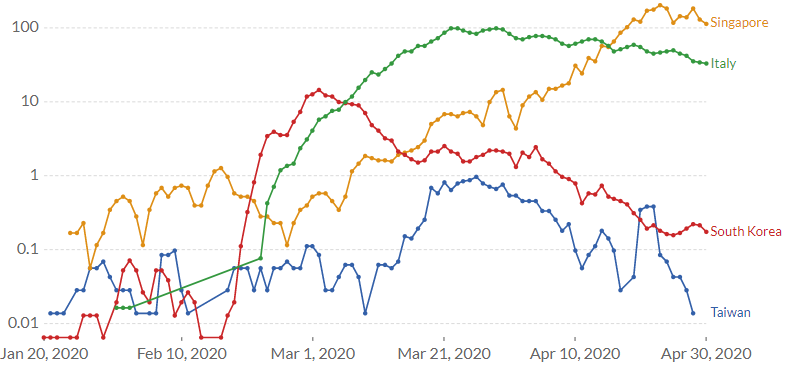 100
Singapore
Italy
10
1
South Korea
0.1
Taiwan
0.01
Jan 20, 2020 Feb 10, 2020 Mar 1, 2020 Mar 21, 2020 Apr 10, 2020 Apr 30, 2020